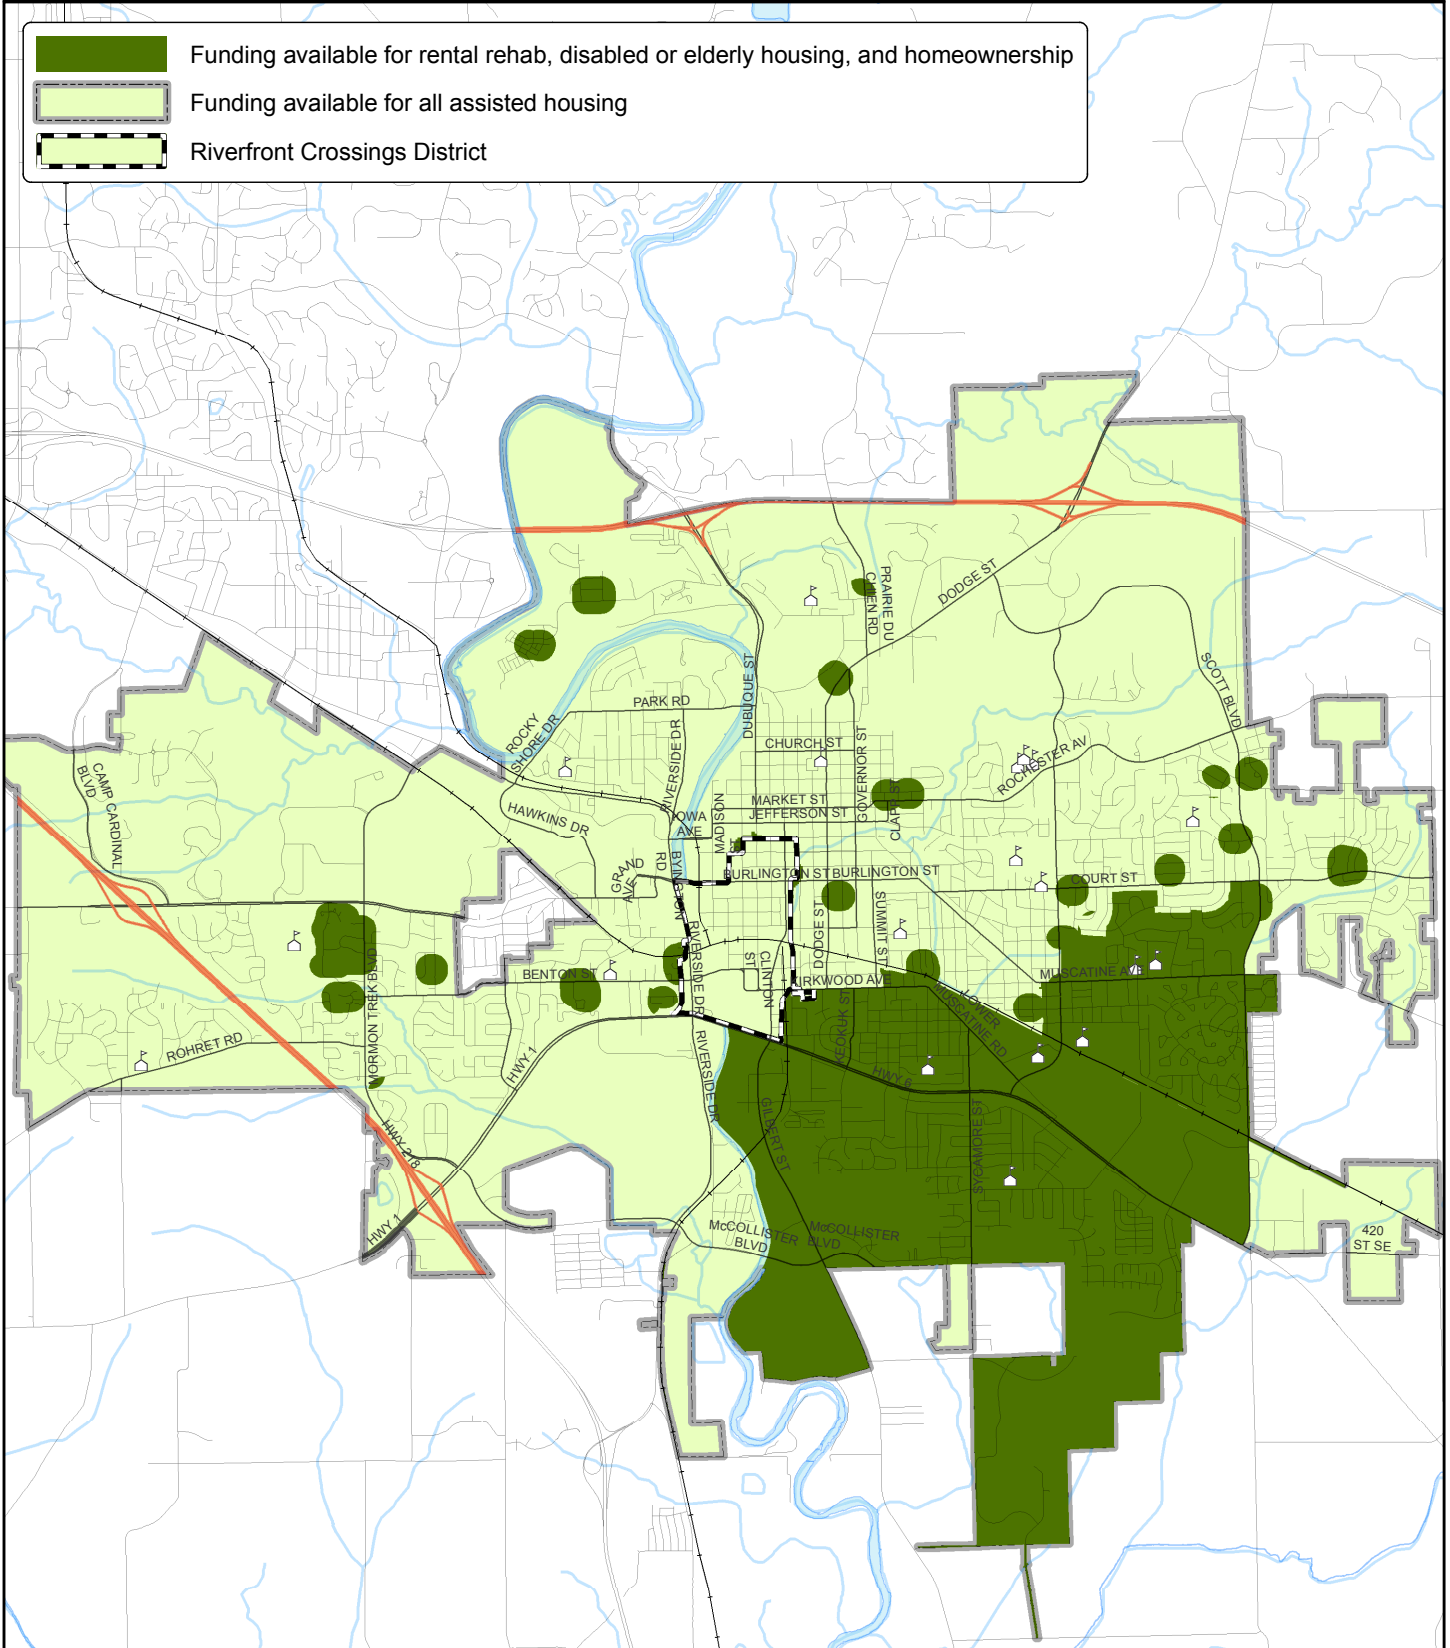 Funding available for rental rehab, disabled or elderly housing, and homeownership
Funding available for all assisted housing
Riverfront Crossings District
PRAIRIE DU
CHIEN RD
DODGE ST
SCOTT BLVD
DUBUQUE ST
PARK RD
ROCKY
SHORE DR
RIVERSIDE DR
CHURCH ST
GOVERNOR ST
ROCHESTER AV
CAMP CARDINAL
BLVD
HAWKINS DR
IOWA
AVE
MADISON
ST
MARKET ST
JEFFERSON ST
CLAPP ST
GRAND
AVE
BYINGTON
RD
BURLINGTON ST
BURLINGTON ST
COURT ST
SUMMIT ST
DODGE ST
RIVERSIDE DR
MORMON TREK BLVD
BENTON ST
CLINTON
ST
KIRKWOOD AVE
MUSCATINE AVE
LOWER
MUSCATINE RD
KEOKUK ST
ROHRET RD
HWY 1
RIVERSIDE DR
HWY 6
GILBERT ST
SYCAMORE ST
HWY 218
HWY 1
McCOLLISTER
BLVD
McCOLLISTER
BLVD
420
ST SE